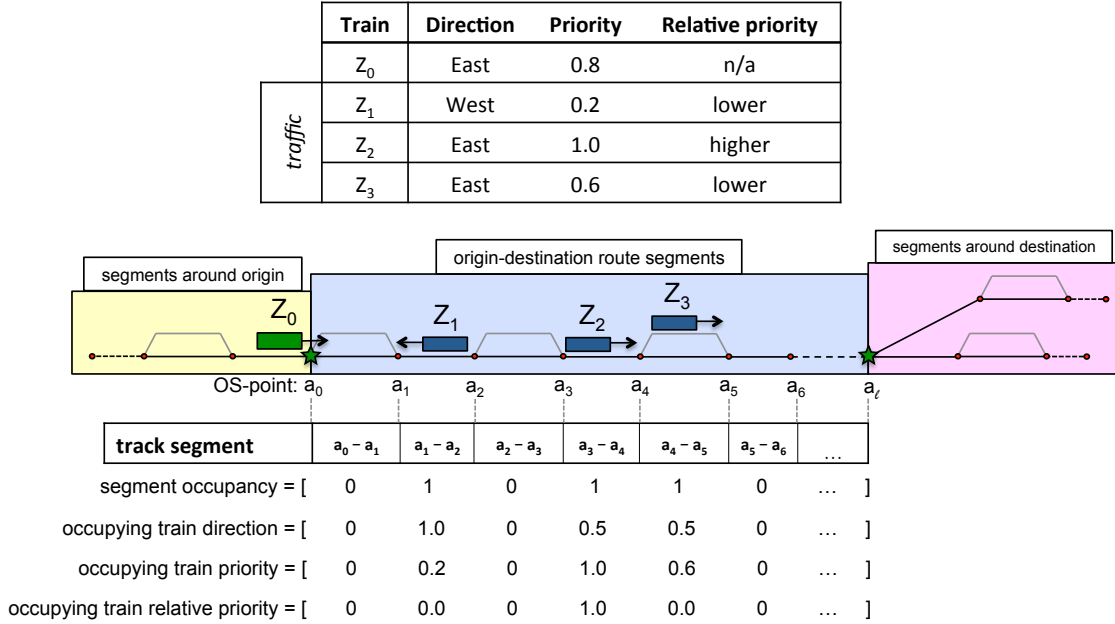 Train Direction Priority Relative priority
Z0 East 0.8 n/a
traffic
Z1 West 0.2 lower
Z2 East 1.0 higher
Z3 East 0.6 lower
segments around origin
origin-destination route segments
segments around destination
Z0 Z1 Z2 Z3
OS-point: a0 a1 a2 a3 a4 a5 a6 aℓ
track segment a0 – a1 a1 – a2 a2 – a3 a3 – a4 a4 – a5 a5 – a6 ...
segment occupancy = [ 0 1 0 1 1 0 ... ]
occupying train direction = [ 0 1.0 0 0.5 0.5 0 ... ]
occupying train priority = [ 0 0.2 0 1.0 0.6 0 ... ]
occupying train relative priority = [ 0 0.0 0 1.0 0.0 0 ... ]